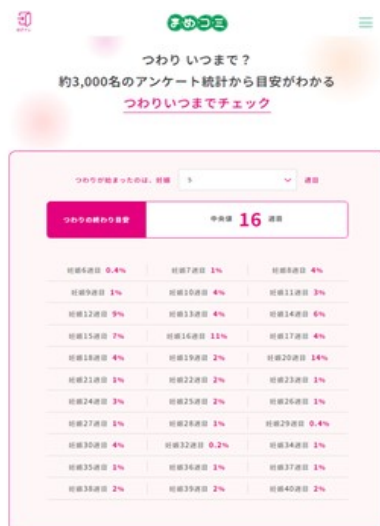 ログイン
まめコミ
つわり いつまで？
約3,000名のアンケート統計から目安がわかる
つわりいつまでチェック
つわりが始まったのは、妊娠 5 週目
つわりの終わり目安 中央値 16 週目
妊娠6週目 0.4% 妊娠7週目 1% 妊娠8週目 4%
妊娠9週目 1% 妊娠10週目 4% 妊娠11週目 3%
妊娠12週目 9% 妊娠13週目 4% 妊娠14週目 6%
妊娠15週目 7% 妊娠16週目 11% 妊娠17週目 4%
妊娠18週目 4% 妊娠19週目 2% 妊娠20週目 14%
妊娠21週目 1% 妊娠22週目 2% 妊娠23週目 1%
妊娠24週目 3% 妊娠25週目 2% 妊娠26週目 1%
妊娠27週目 1% 妊娠28週目 1% 妊娠29週目 0.4%
妊娠30週目 4% 妊娠32週目 0.2% 妊娠34週目 1%
妊娠35週目 1% 妊娠36週目 1% 妊娠37週目 1%
妊娠38週目 2% 妊娠39週目 2% 妊娠40週目 2%